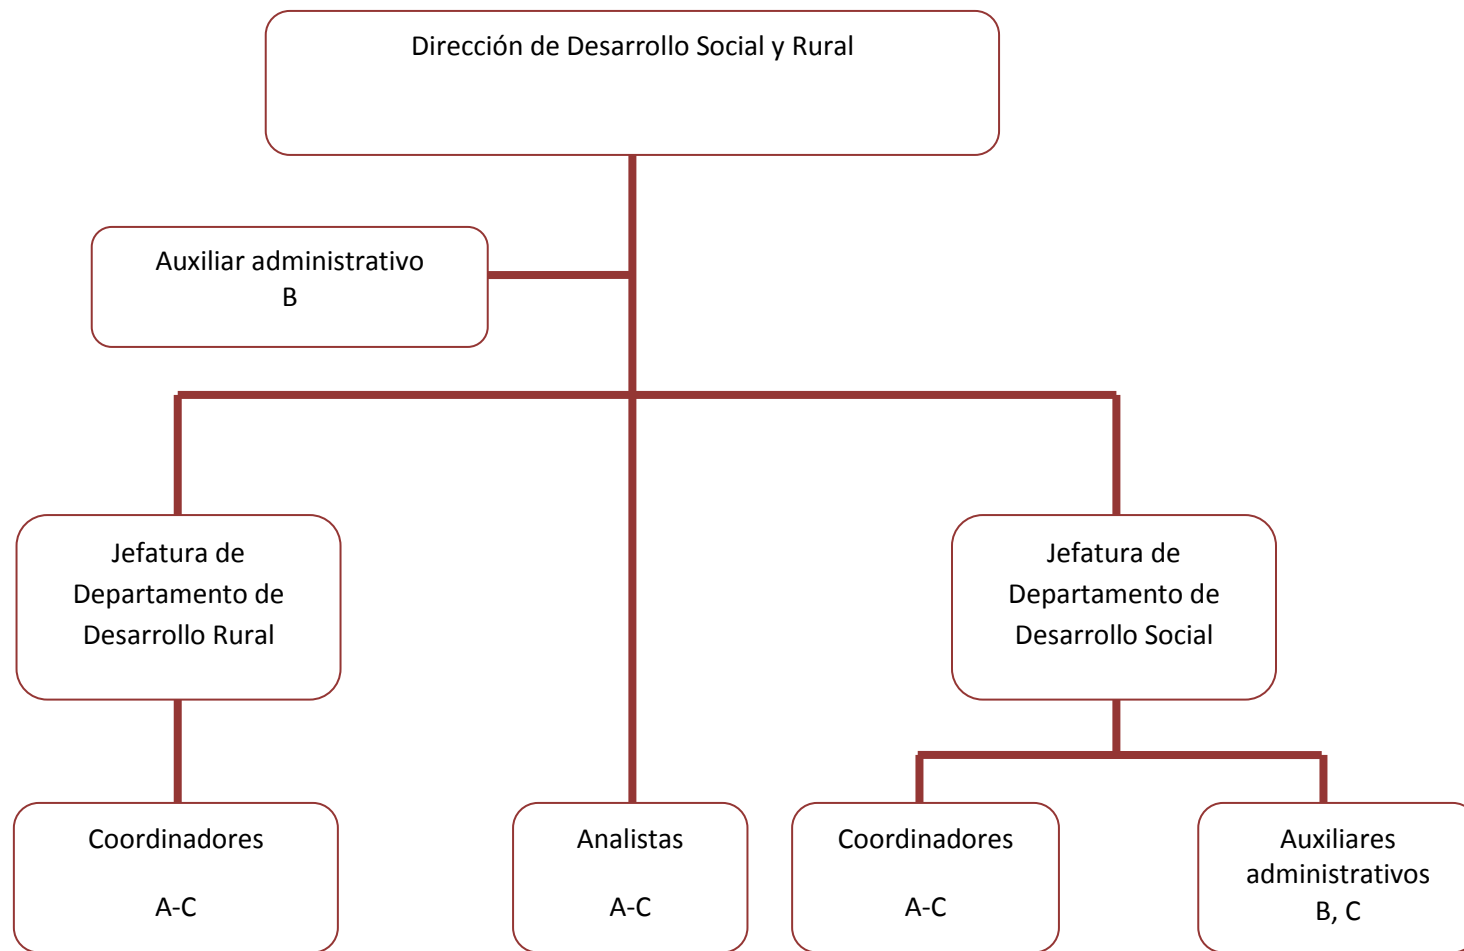 Dirección de Desarrollo Social y Rural
Auxiliar administrativo
B
Jefatura de
Departamento de
Desarrollo Rural
Jefatura de
Departamento de
Desarrollo Social
Coordinadores
A-C
Analistas
A-C
Coordinadores
A-C
Auxiliares
administrativos
B, C